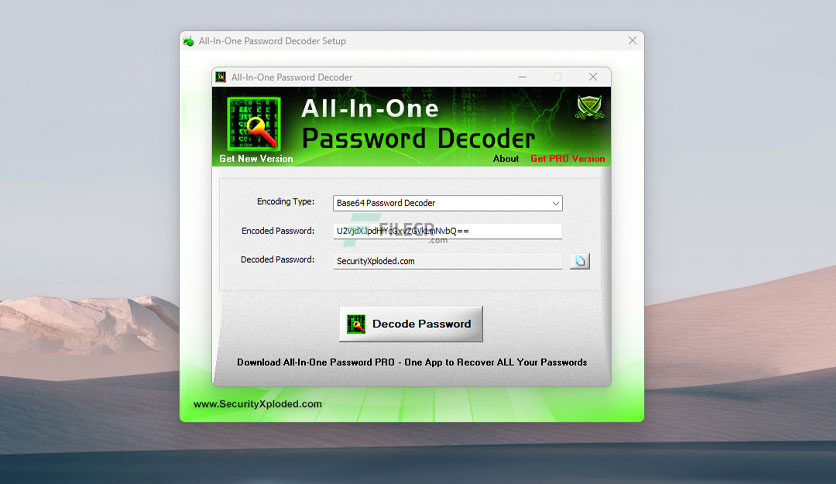 All-In-One Password Decoder Setup
All-In-One Password Decoder
All-In-One
Password Decoder
Get New Version
About
Get PRO Version
Encoding Type:
Base64 Password Decoder
Encoded Password:
U2VjdXJpdHlYcGxvZGVkLmNvbQ==
FILECR
.com
Decoded Password:
SecurityXploded.com
Decode Password
Download All-In-One Password PRO - One App to Recover ALL Your Passwords
www.SecurityXploded.com